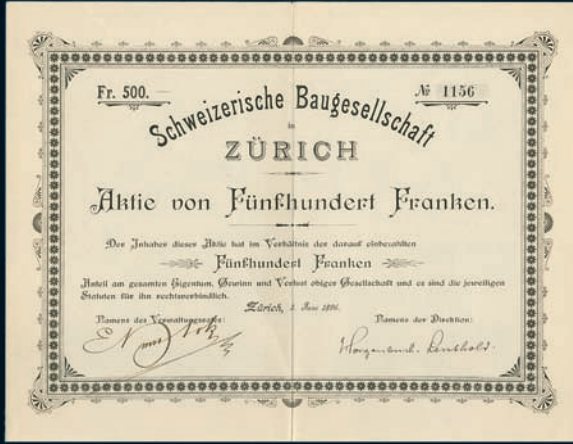 Fr. 500.
№ 1156
Schweizerische Baugesellschaft
in
ZÜRICH
Aktie von Fünfhundert Franken.
Der Inhaber dieser Aktie hat im Verhältnis der darauf einbezahlten
Fünfhundert Franken
Anteil am gesamten Eigentum, Gewinn und Verlust obiger Gesellschaft und es sind die jeweiligen
Statuten für ihn rechtsverbindlich.
Zürich, 1. Juni
Namens des Verwaltungsrates:
Namens der Direktion: